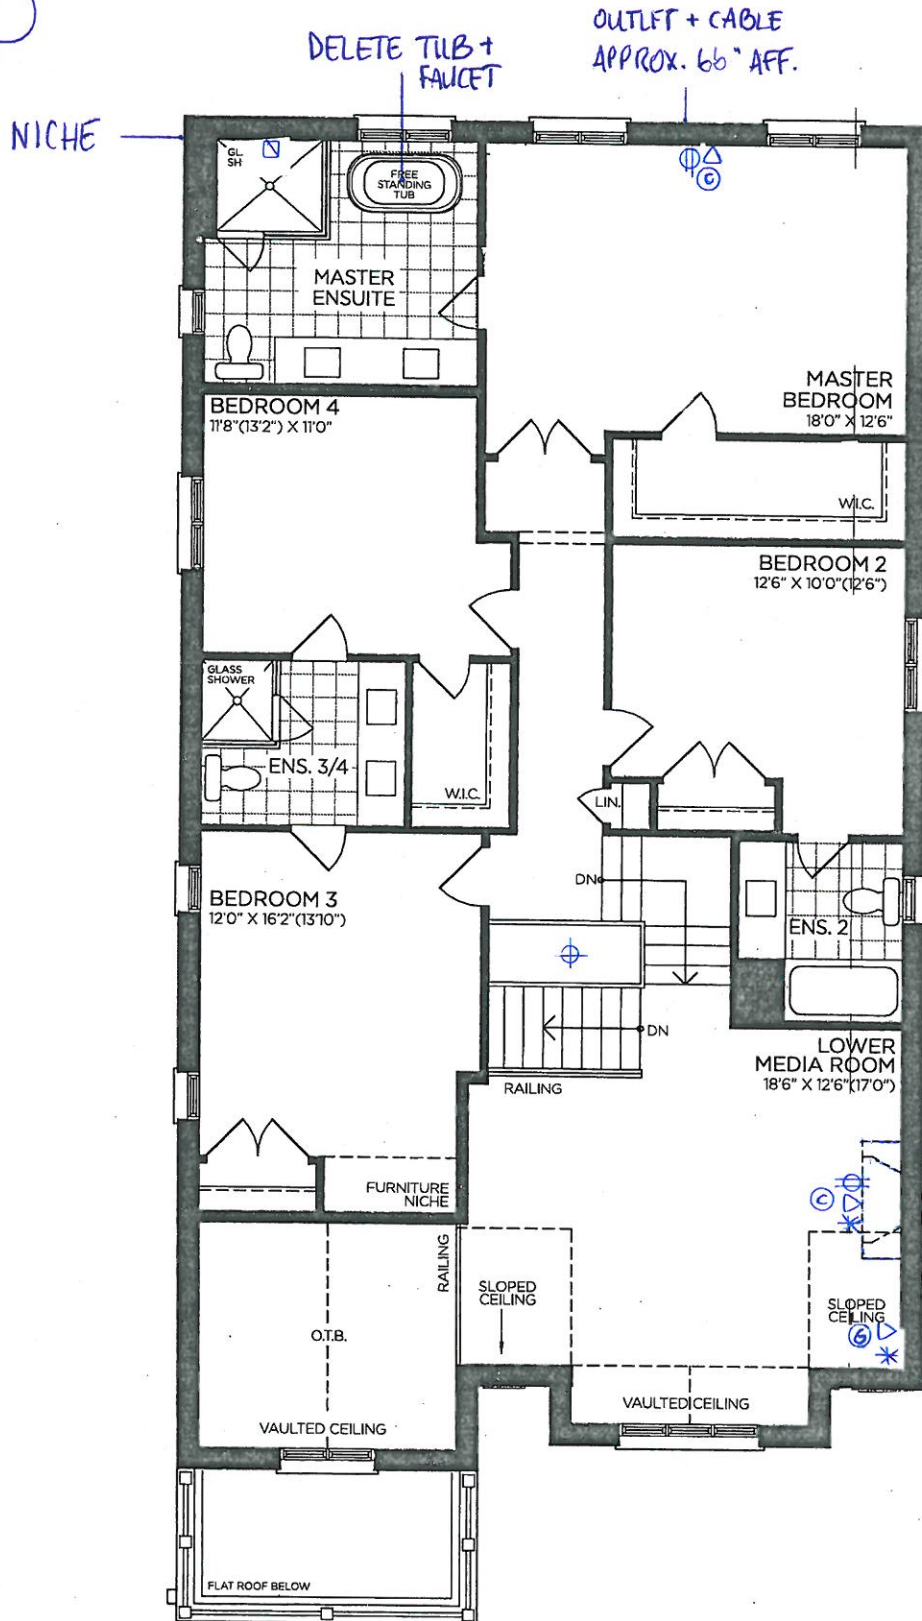 OUTLET + CABLE
APPROX. 66" AFF.
DELETE TUB +
FAUCET
NICHE
GL.
SH
FREE
STANDING
TUB
C
MASTER
ENSUITE
MASTER
BEDROOM
18'0" X 12'6"
BEDROOM 4
11'8"(13'2") X 11'0"
W.I.C.
BEDROOM 2
12'6" X 10'0"(12'6")
GLASS
SHOWER
ENS. 3/4
W.I.C.
LIN.
DN
BEDROOM 3
12'0" X 16'2"(13'10")
ENS. 2
DN
LOWER
MEDIA ROOM
18'6" X 12'6"(17'0")
RAILING
FURNITURE
NICHE
C
RAILING
SLOPED
CEILING
SLOPED
CEILING
O.T.B.
VAULTED CEILING
VAULTED CEILING
FLAT ROOF BELOW